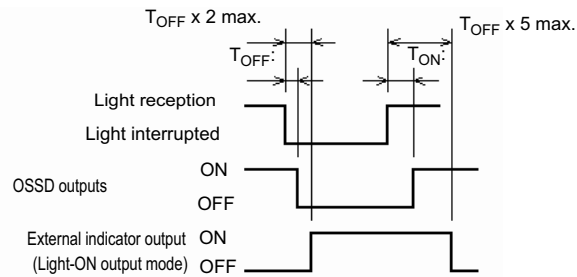 T_OFF x 2 max.
T_OFF x 5 max.
T_OFF:
T_ON:
Light reception
Light interrupted
ON
OSSD outputs
OFF
External indicator output ON
(Light-ON output mode) OFF